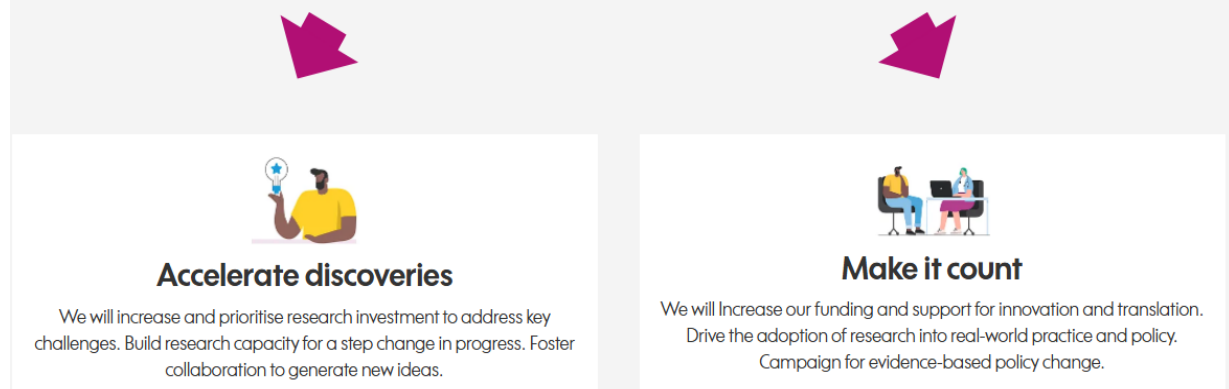 Accelerate discoveries
We will increase and prioritise research investment to address key
challenges. Build research capacity for a step change in progress. Foster
collaboration to generate new ideas.
Make it count
We will Increase our funding and support for innovation and translation.
Drive the adoption of research into real-world practice and policy.
Campaign for evidence-based policy change.